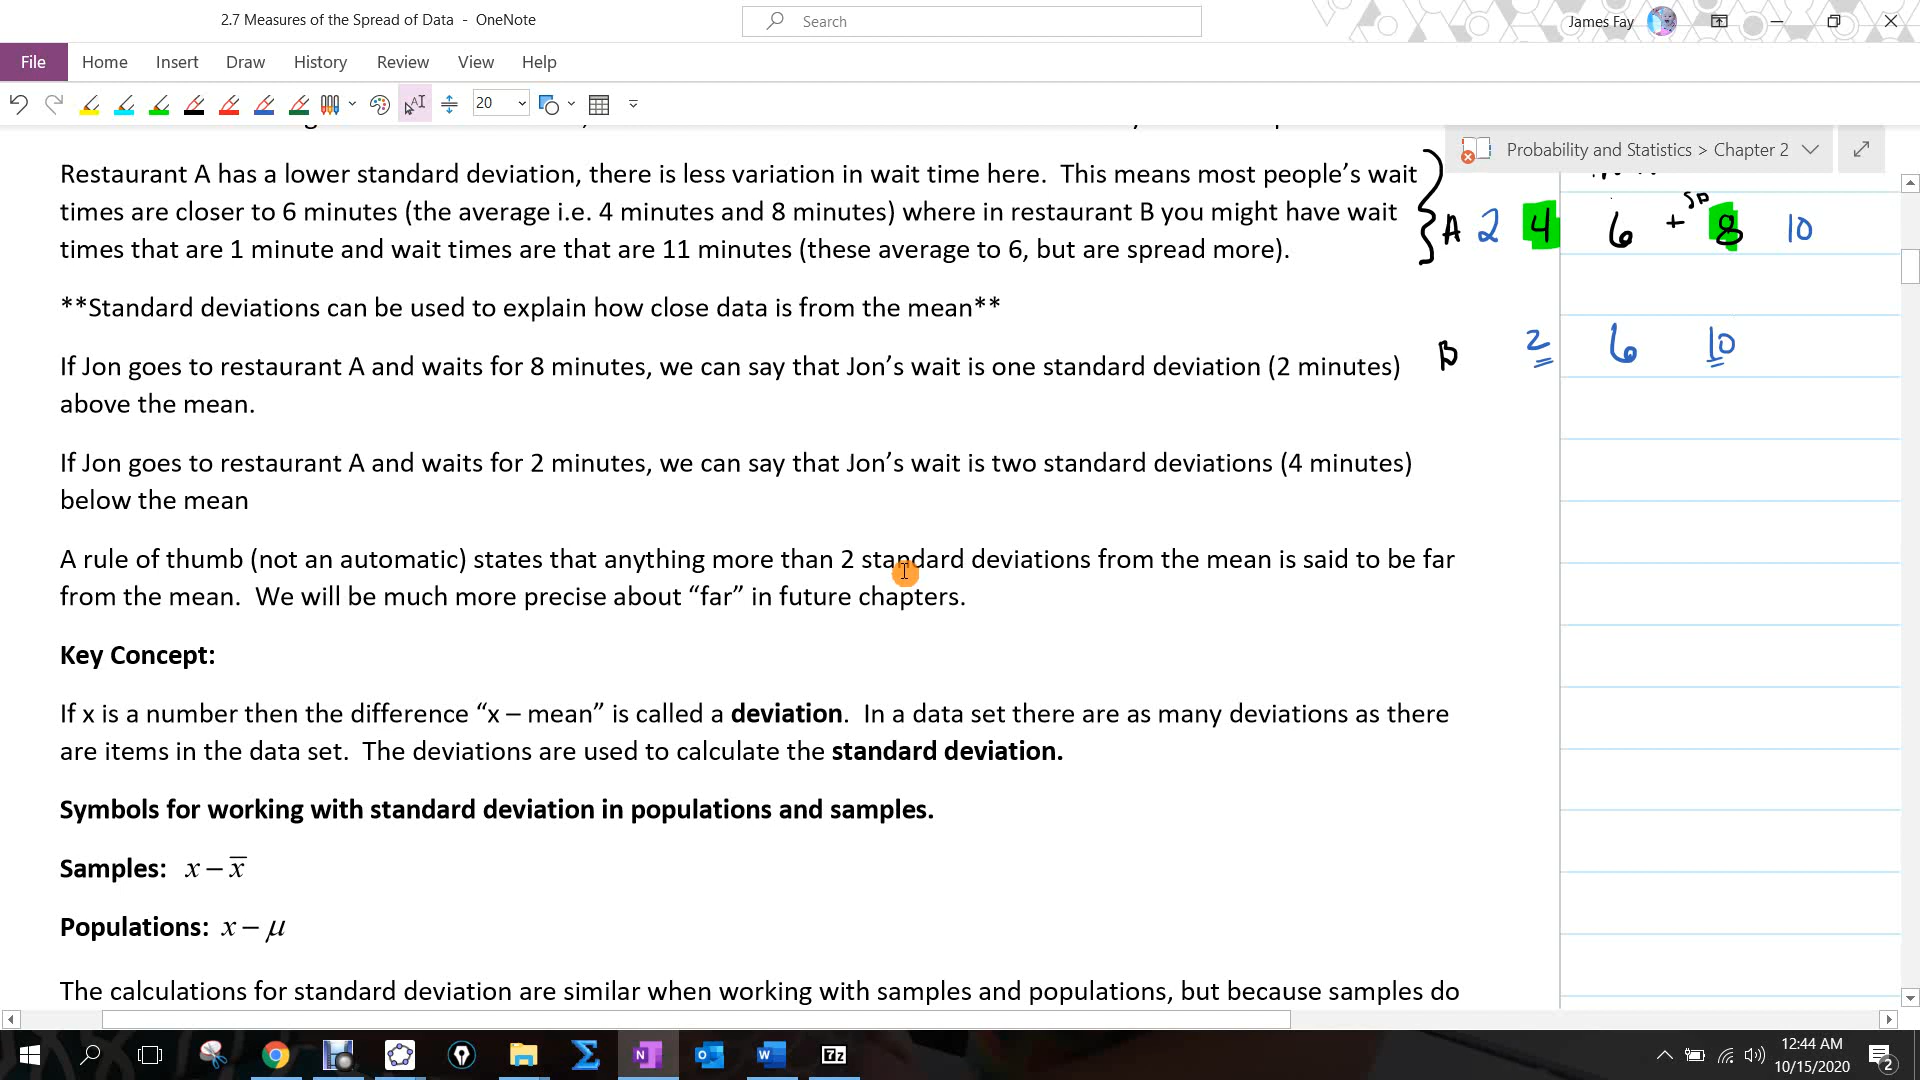 2.7 Measures of the Spread of Data - OneNote
Search
James Fay
File Home Insert Draw History Review View Help
20
Probability and Statistics > Chapter 2
Restaurant A has a lower standard deviation, there is less variation in wait time here. This means most people's wait
times are closer to 6 minutes (the average i.e. 4 minutes and 8 minutes) where in restaurant B you might have wait
times that are 1 minute and wait times are that are 11 minutes (these average to 6, but are spread more).
A 2 4 6 + SD 8 10
**Standard deviations can be used to explain how close data is from the mean**
If Jon goes to restaurant A and waits for 8 minutes, we can say that Jon's wait is one standard deviation (2 minutes)
above the mean.
B 2 6 10
If Jon goes to restaurant A and waits for 2 minutes, we can say that Jon's wait is two standard deviations (4 minutes)
below the mean
A rule of thumb (not an automatic) states that anything more than 2 standard deviations from the mean is said to be far
from the mean. We will be much more precise about “far” in future chapters.
Key Concept:
If x is a number then the difference “x – mean” is called a deviation. In a data set there are as many deviations as there
are items in the data set. The deviations are used to calculate the standard deviation.
Symbols for working with standard deviation in populations and samples.
Samples: x − x̅
Populations: x − μ
The calculations for standard deviation are similar when working with samples and populations, but because samples do
12:44 AM
10/15/2020
2
7z